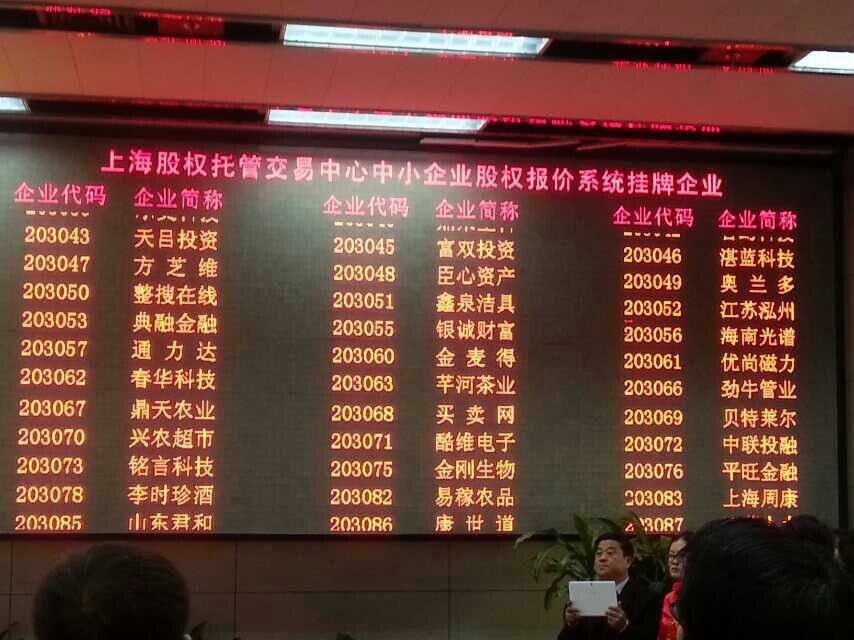 上海股权托管交易中心中小企业股权报价系统挂牌企业
企业代码 企业简称 企业代码 企业简称 企业代码 企业简称
203043 天吕投资 203045 富双投资 203046 湛蓝科技
203047 方芝维 203048 臣心资产 203049 奥兰多
203050 整搜在线 203051 鑫泉洁具 203052 江苏泓州
203053 典融金融 203055 银诚财富 203056 海南光谱
203057 通力达 203060 金麦得 203061 优尚磁力
203062 春华科技 203063 芊河茶业 203066 劲牛管业
203067 鼎天农业 203068 买卖网 203069 贝特莱尔
203070 兴农超市 203071 酷维电子 203072 中联投融
203073 铭言科技 203075 金刚生物 203076 平旺金融
203078 李时珍酒 203082 易稼农品 203083 上海周康
203085 山东君和 203086 唐世道 203087